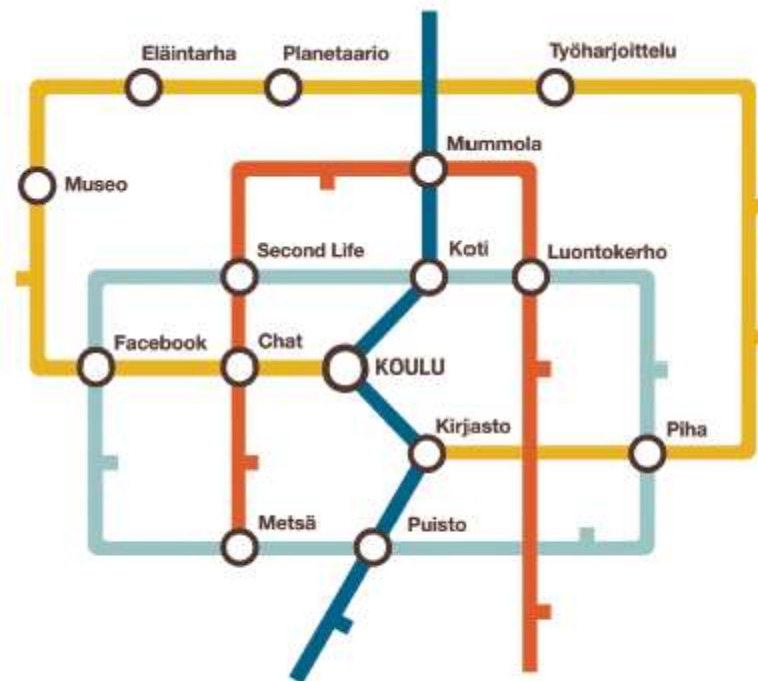 Eläintarha
Planetaario
Työharjoittelu
Mummola
Museo
Second Life
Koti
Luontokerho
Facebook
Chat
KOULU
Kirjasto
Piha
Metsä
Puisto